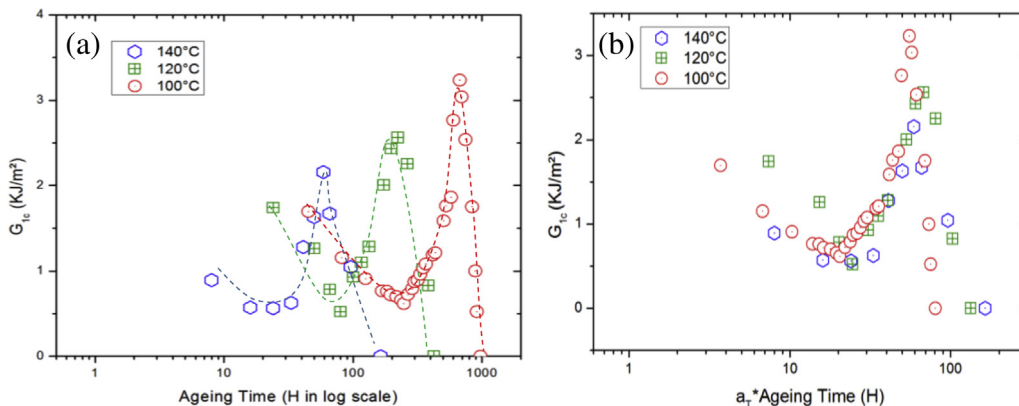 (a)
140°C
120°C
100°C
4
3
2
1
0
G1c (KJ/m²)
1
10
100
1000
Ageing Time (H in log scale)
(b)
140°C
120°C
100°C
3
2
1
0
G1c (KJ/m²)
1
10
100
aT*Ageing Time (H)